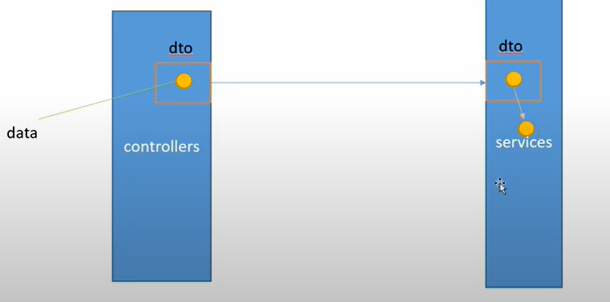 dto
dto
data
controllers
services